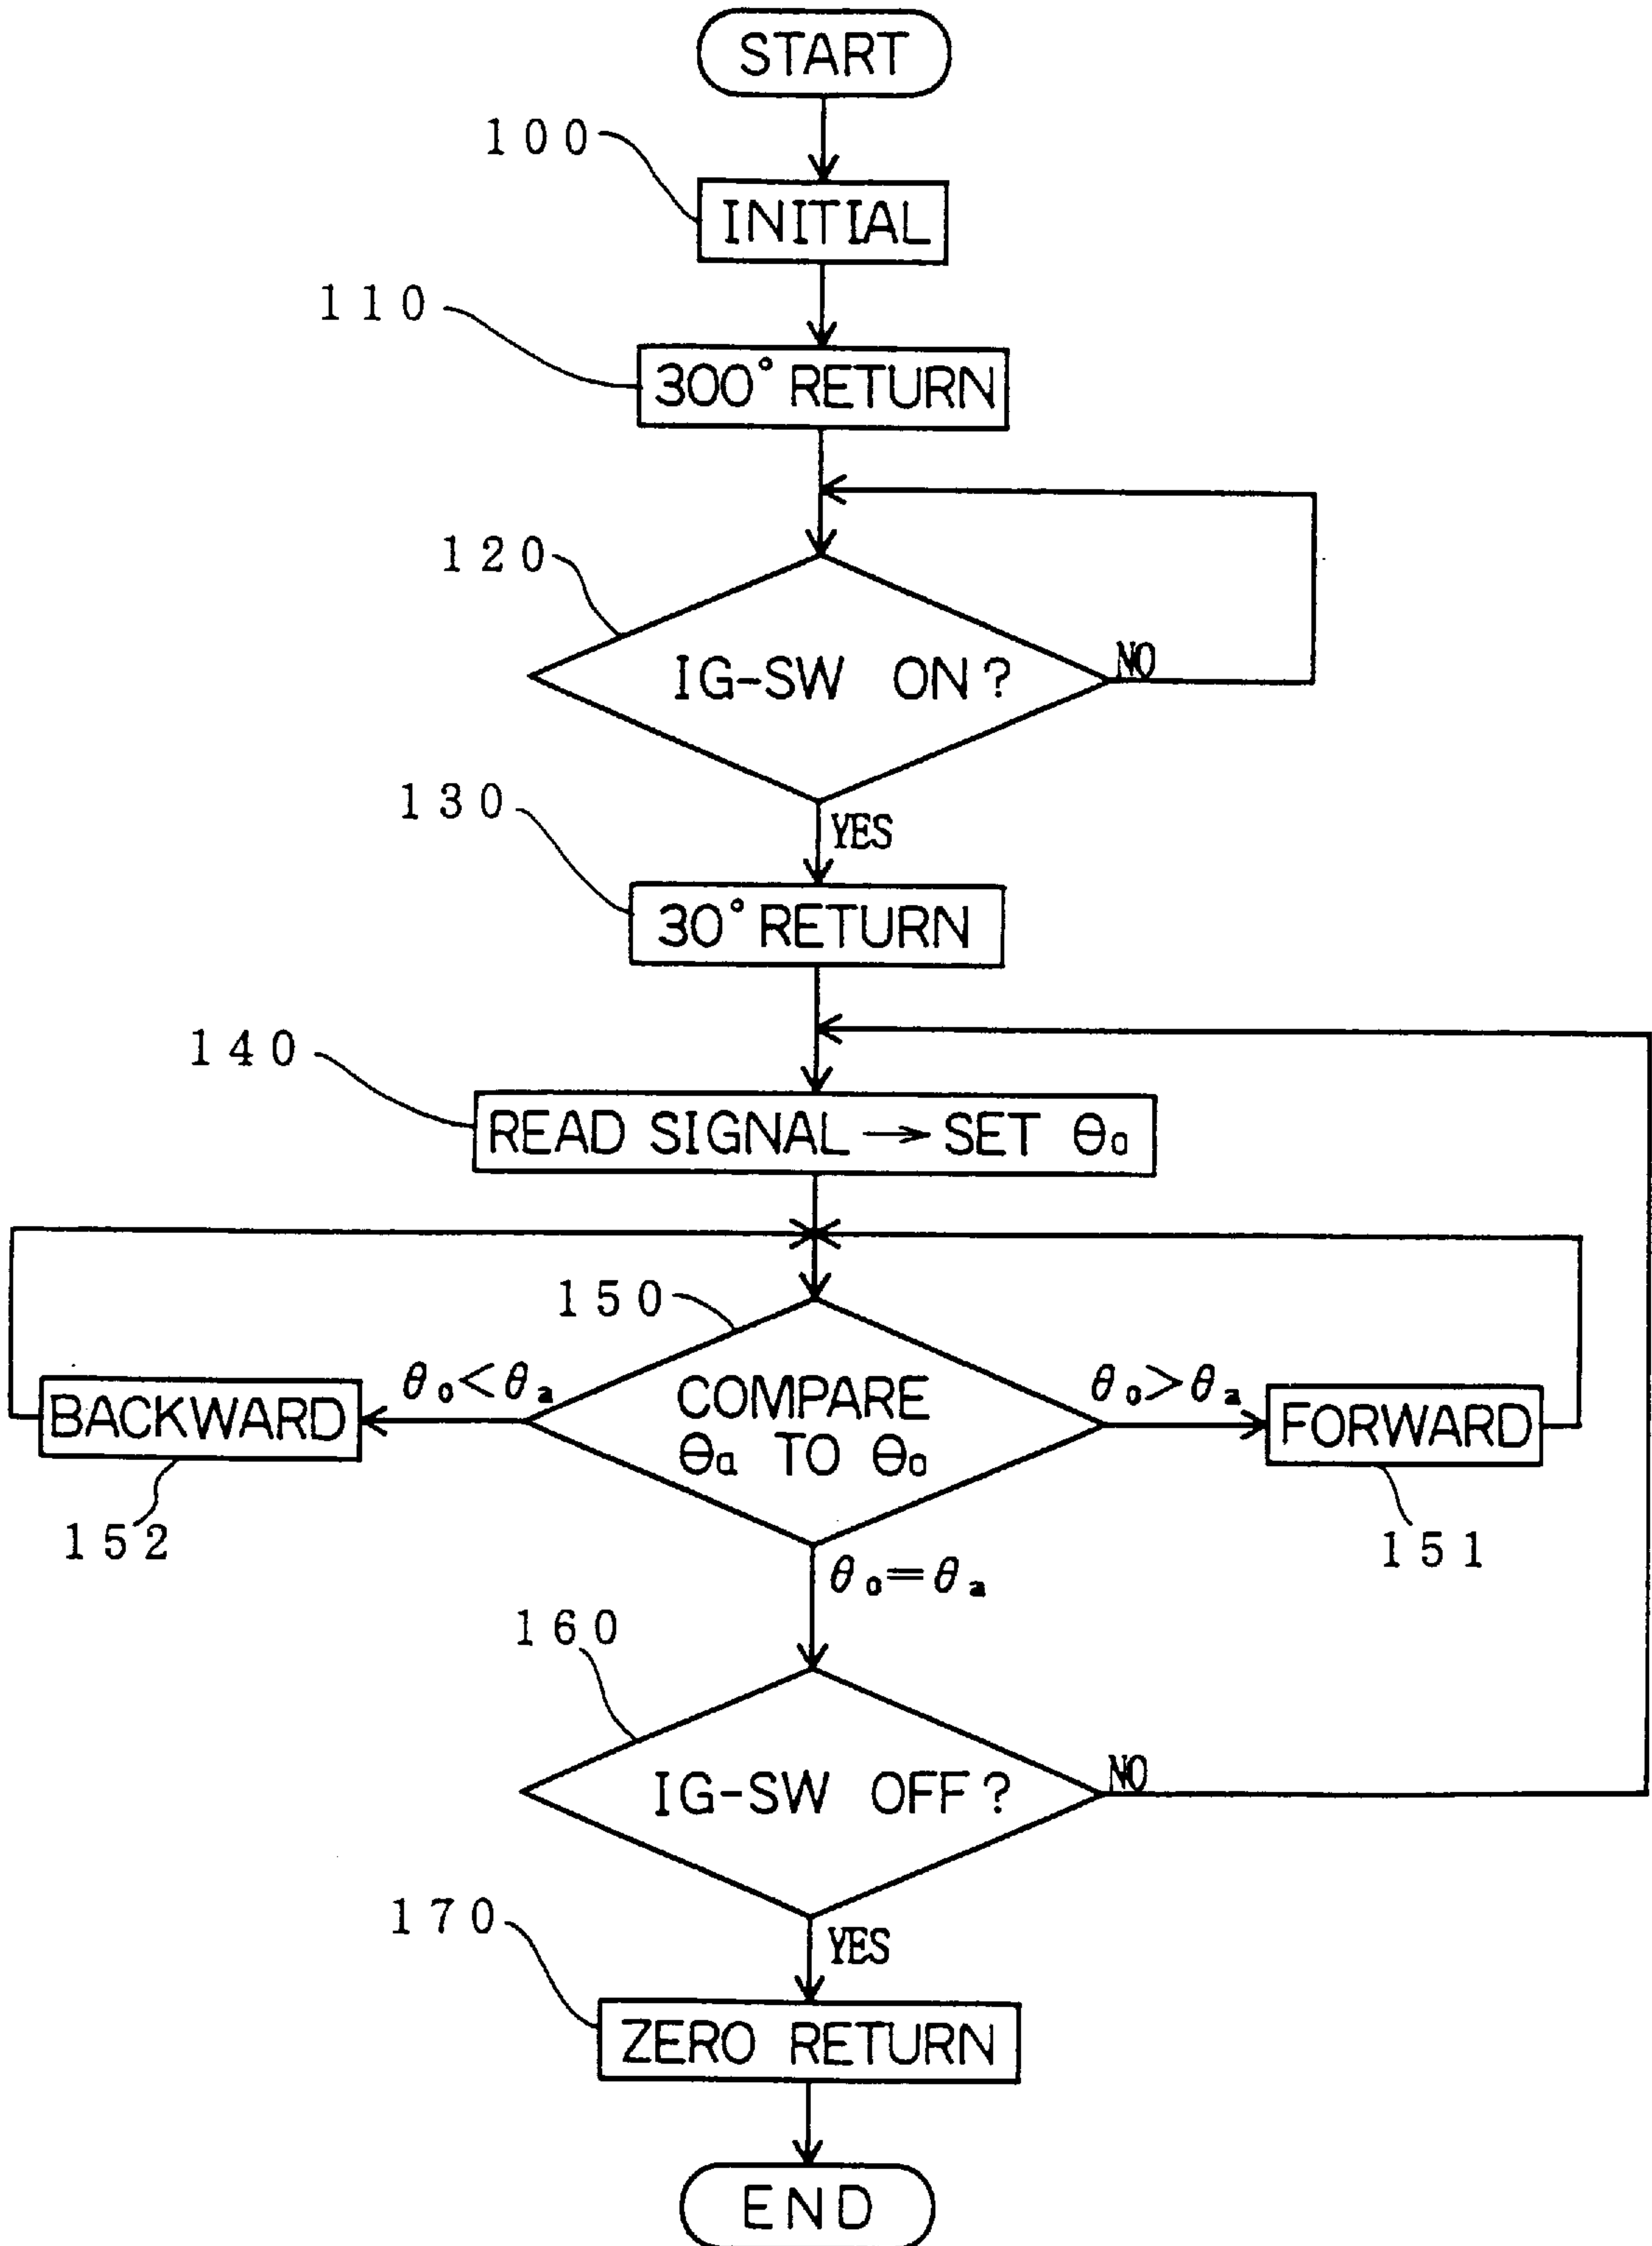 START
100
INITIAL
110
300° RETURN
120
IG-SW ON?
NO
130
YES
30° RETURN
140
READ SIGNAL → SET θo
150
θo<θa
COMPARE
θo>θa
BACKWARD
θa TO θo
FORWARD
152
151
θo=θa
160
IG-SW OFF?
NO
170
YES
ZERO RETURN
END